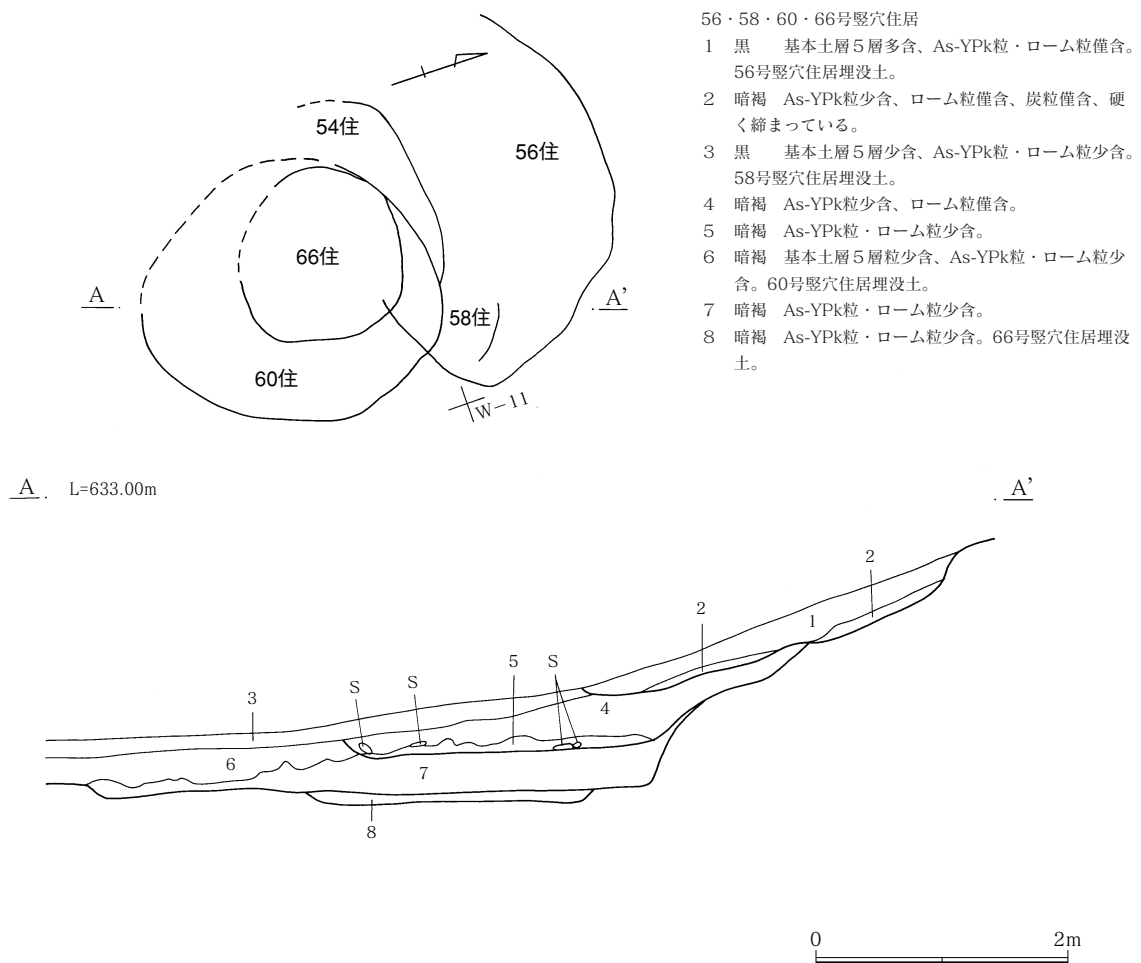 56・58・60・66号竪穴住居
1 黒 基本土層５層多含、As-YPk粒・ローム粒僅含。
56号竪穴住居埋没土。
2 暗褐 As-YPk粒少含、ローム粒僅含、炭粒僅含、硬
く締まっている。
3 黒 基本土層５層少含、As-YPk粒・ローム粒少含。
58号竪穴住居埋没土。
4 暗褐 As-YPk粒少含、ローム粒僅含。
5 暗褐 As-YPk粒・ローム粒少含。
6 暗褐 基本土層５層粒少含、As-YPk粒・ローム粒少
含。60号竪穴住居埋没土。
7 暗褐 As-YPk粒・ローム粒少含。
8 暗褐 As-YPk粒・ローム粒少含。66号竪穴住居埋没
土。
54住
56住
66住
A
A'
58住
60住
W-11
A L=633.00m
A'
2
2
1
S
S
5
S
3
4
6
7
8
0 2m